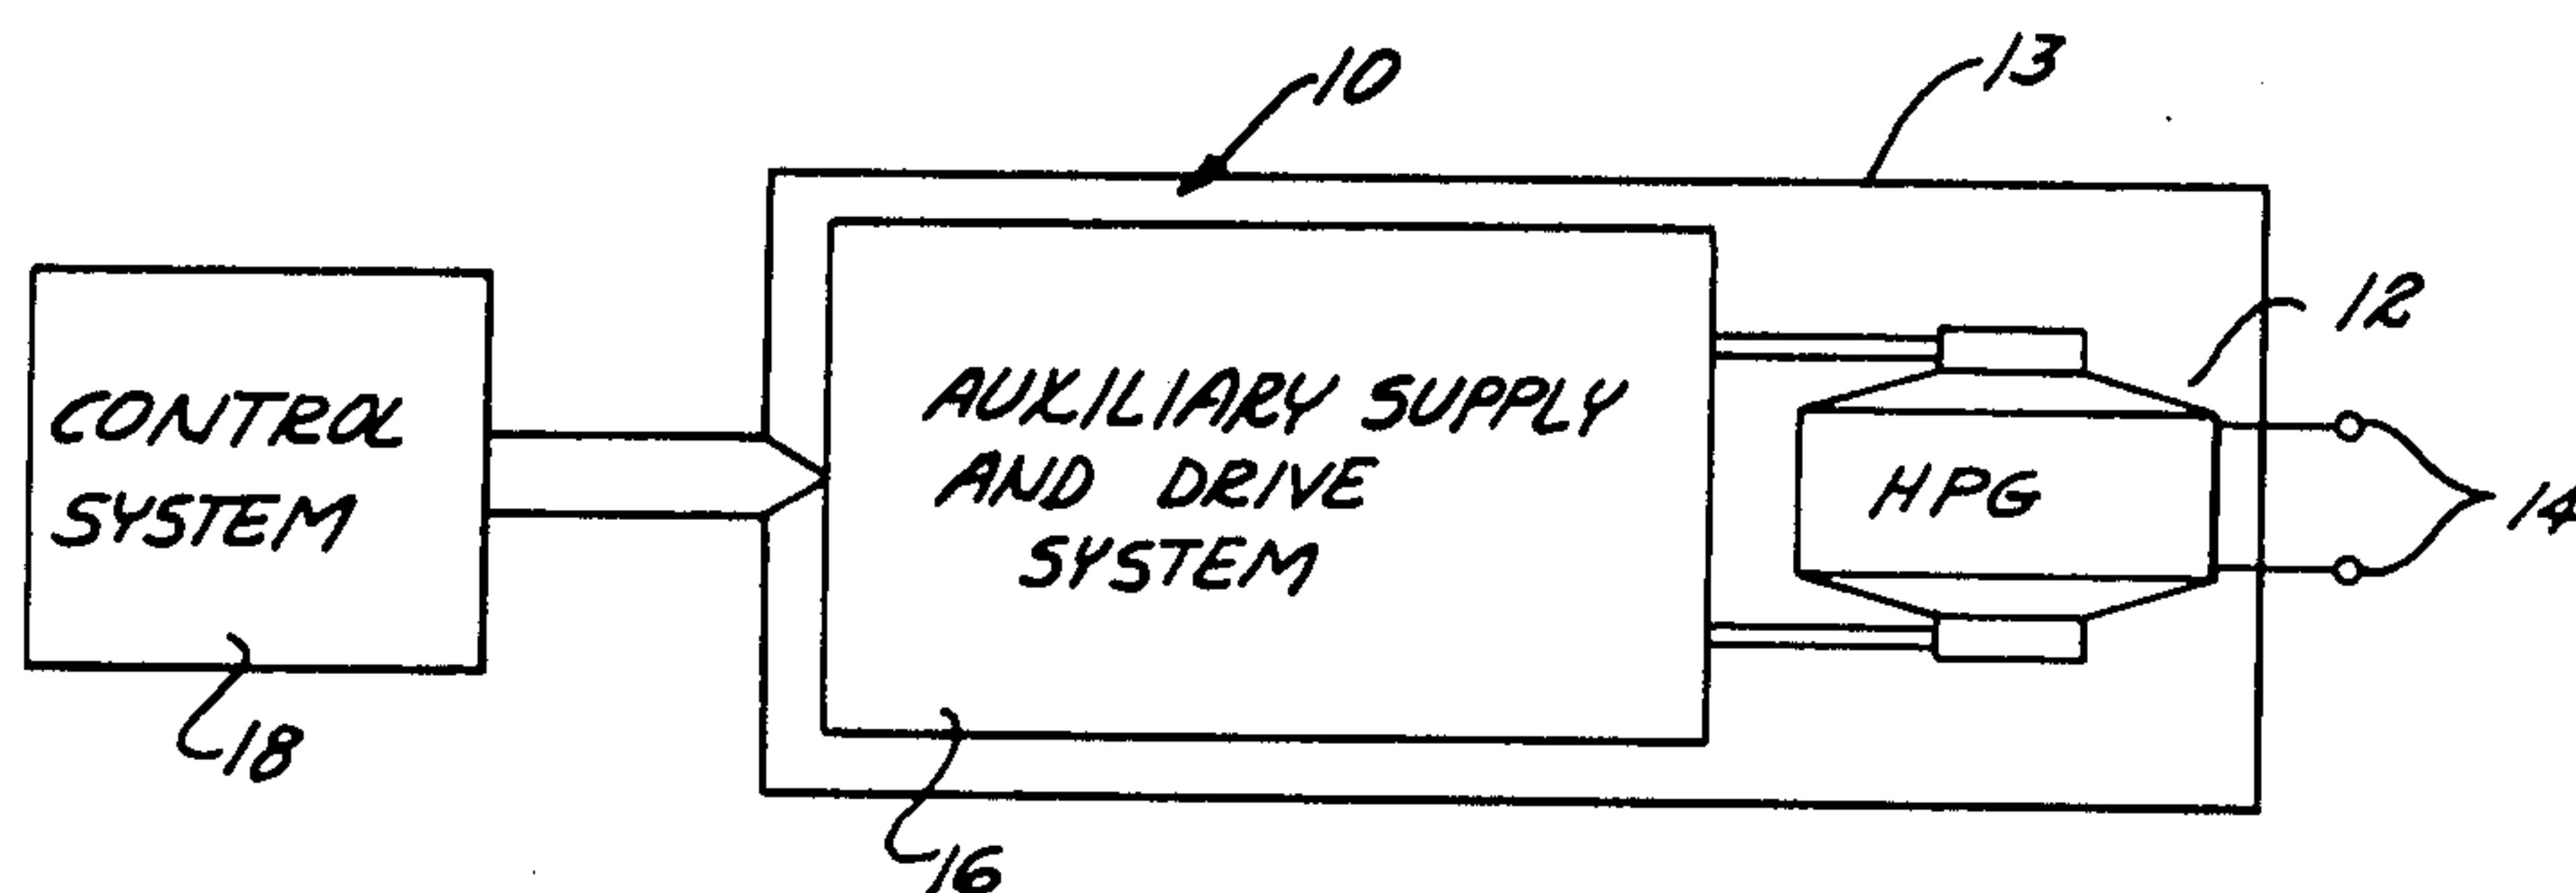 10
13
12
CONTROL
SYSTEM
AUXILIARY SUPPLY
AND DRIVE
SYSTEM
HPG
14
18
16